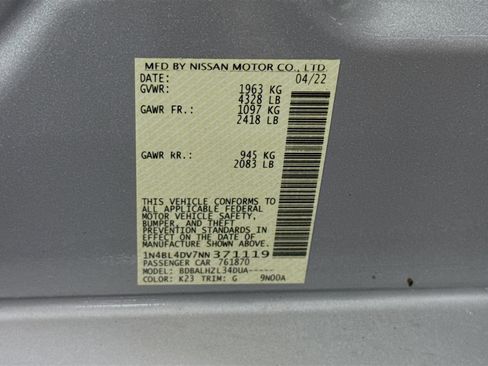 MFD BY NISSAN MOTOR CO., LTD.
DATE: 04/22
GVWR: 1963 KG
4328 LB
GAWR FR.: 1097 KG
2418 LB
GAWR RR.: 945 KG
2083 LB
THIS VEHICLE CONFORMS TO
ALL APPLICABLE FEDERAL
MOTOR VEHICLE SAFETY,
BUMPER, AND THEFT
PREVENTION STANDARDS IN
EFFECT ON THE DATE OF
MANUFACTURE SHOWN ABOVE.
1N4BL4DV7NN371119
PASSENGER CAR 761870
MODEL: BDBALHZL34DUA-----
COLOR: K23 TRIM: G 9N00A